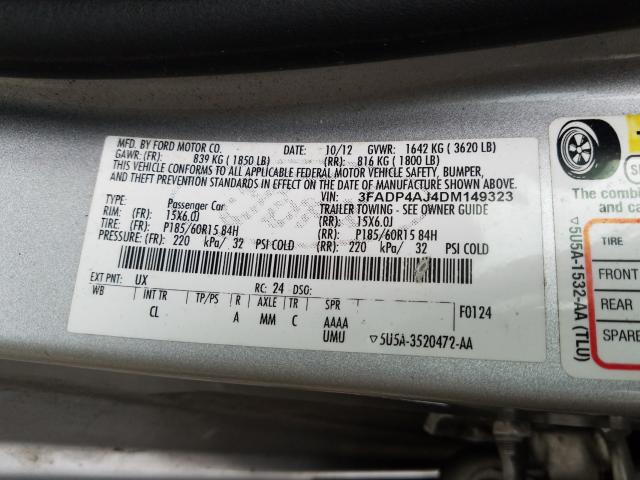 MFD. BY FORD MOTOR CO. DATE: 10/12 GVWR: 1642 KG ( 3620 LB)
GAWR: (FR): 839 KG ( 1850 LB) (RR): 816 KG ( 1800 LB)
THIS VEHICLE CONFORMS TO ALL APPLICABLE FEDERAL MOTOR VEHICLE SAFETY, BUMPER,
AND THEFT PREVENTION STANDARDS IN EFFECT ON THE DATE OF MANUFACTURE SHOWN ABOVE.
VIN: 3FADP4AJ4DM149323
TYPE: Passenger Car TRAILER TOWING - SEE OWNER GUIDE
RIM: (FR): 15X6.0J (RR): 15X6.0J
TIRE: (FR): P185/60R15 84H (RR): P185/60R15 84H
PRESSURE: (FR): 220 kPa/ 32 PSI COLD (RR): 220 kPa/ 32 PSI COLD
EXT PNT: UX RC: 24 DSG:
WB INT TR TP/PS R AXLE TR SPR F0124
CL A MM C AAAA
UMU ▽5U5A-3520472-AA
The combin
TIRE
FRONT
REAR
SPARE
▽5U5A-1532-AA (TLU)